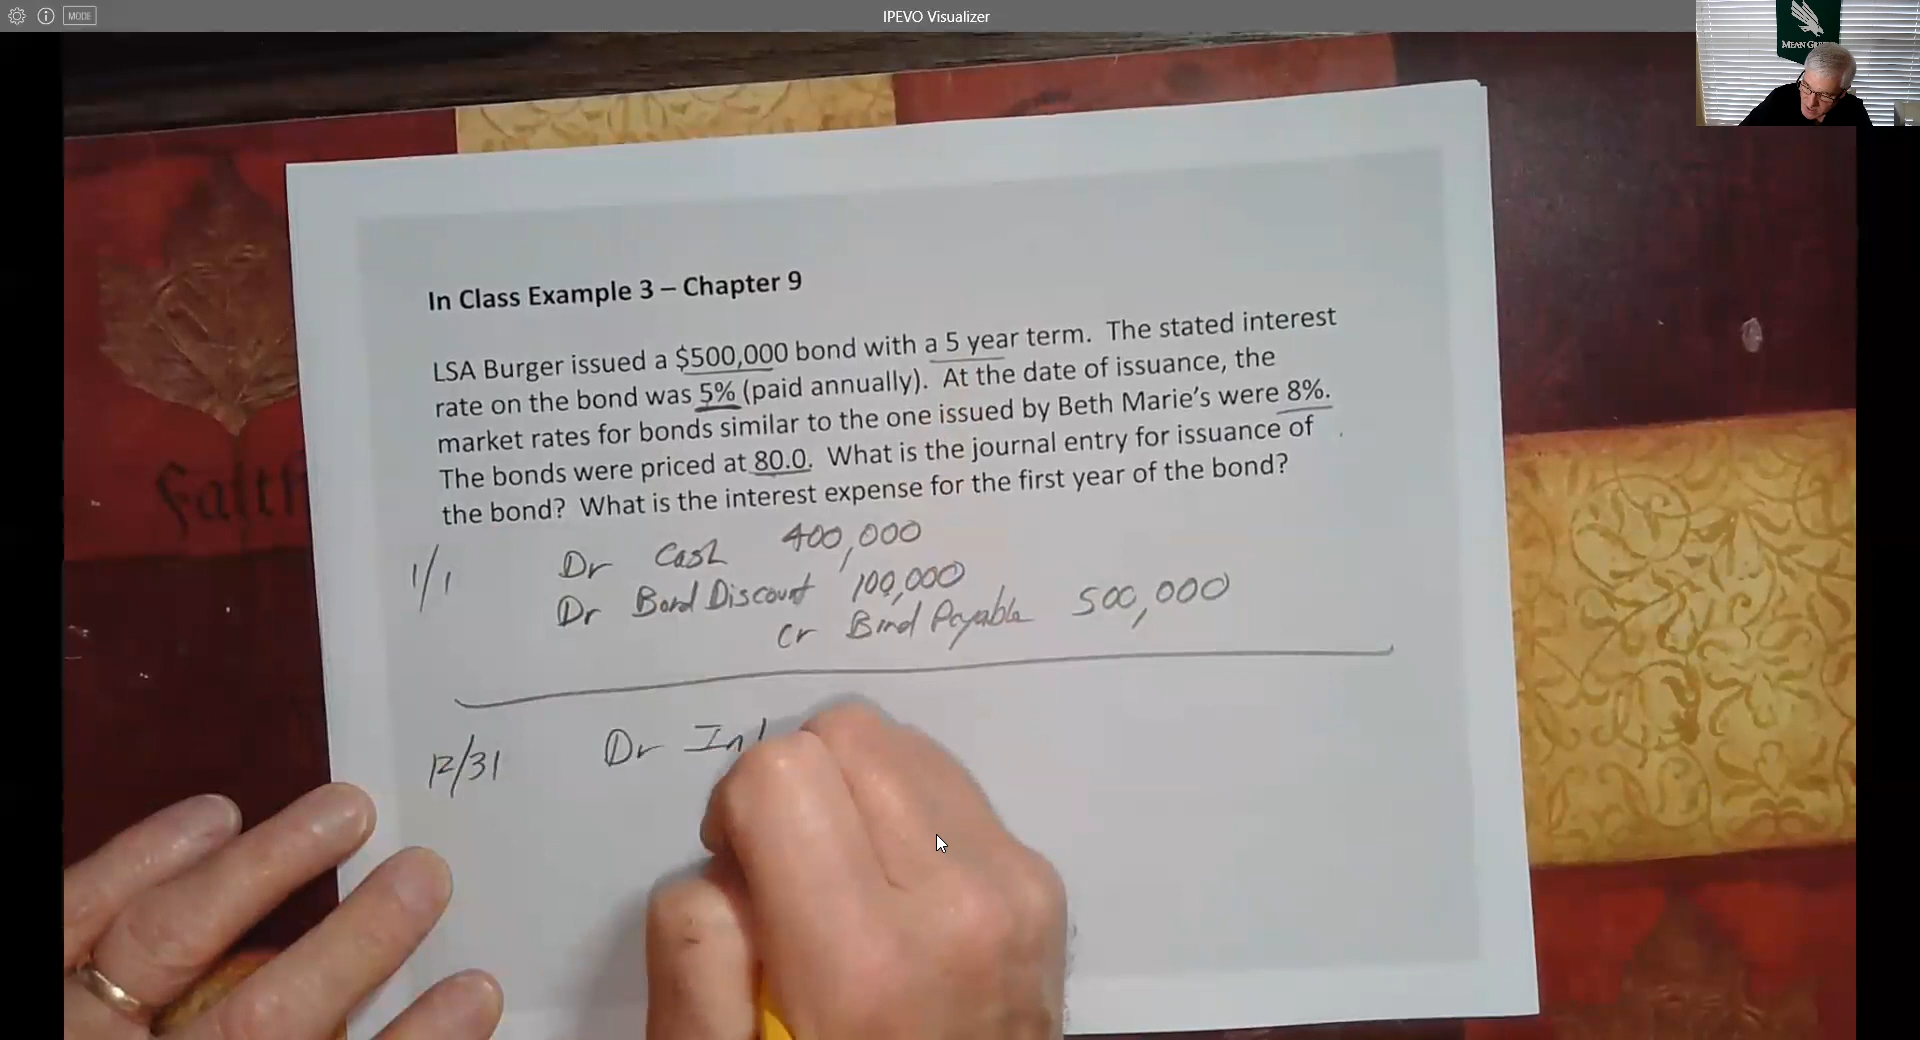 MODE
IPEVO Visualizer
In Class Example 3 – Chapter 9
LSA Burger issued a $500,000 bond with a 5 year term. The stated interest
rate on the bond was 5% (paid annually). At the date of issuance, the
market rates for bonds similar to the one issued by Beth Marie's were 8%.
The bonds were priced at 80.0. What is the journal entry for issuance of
the bond? What is the interest expense for the first year of the bond?
1/1 Dr Cash 400,000
Dr Bond Discount 100,000
Cr Bond Payable 500,000
12/31 Dr Int
Faith
MEAN